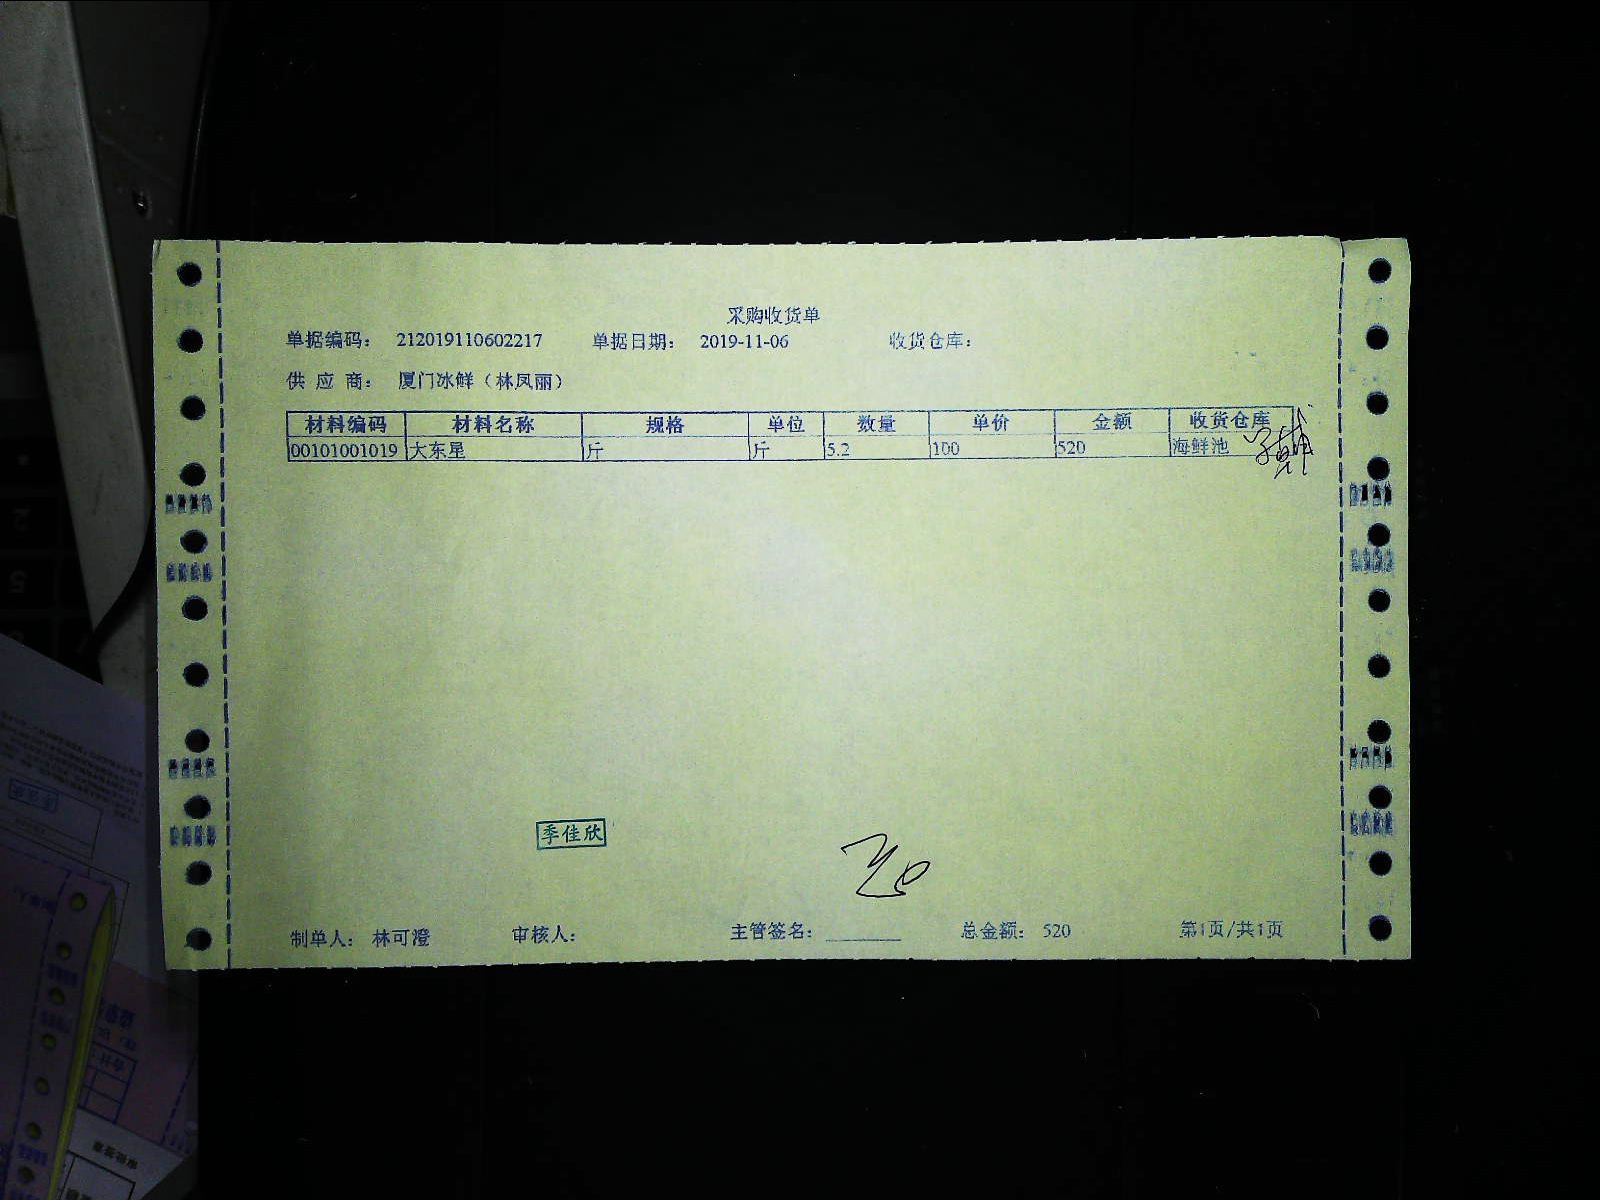 采购收货单
单据编码： 212019110602217 单据日期： 2019-11-06 收货仓库：
供 应 商： 厦门冰鲜（林凤丽）
材料编码 材料名称 规格 单位 数量 单价 金额 收货仓库
00101001019 大东星 斤 斤 5.2 100 520 海鲜池
季佳欣
制单人： 林可澄 审核人： 主管签名： 总金额： 520 第1页/共1页